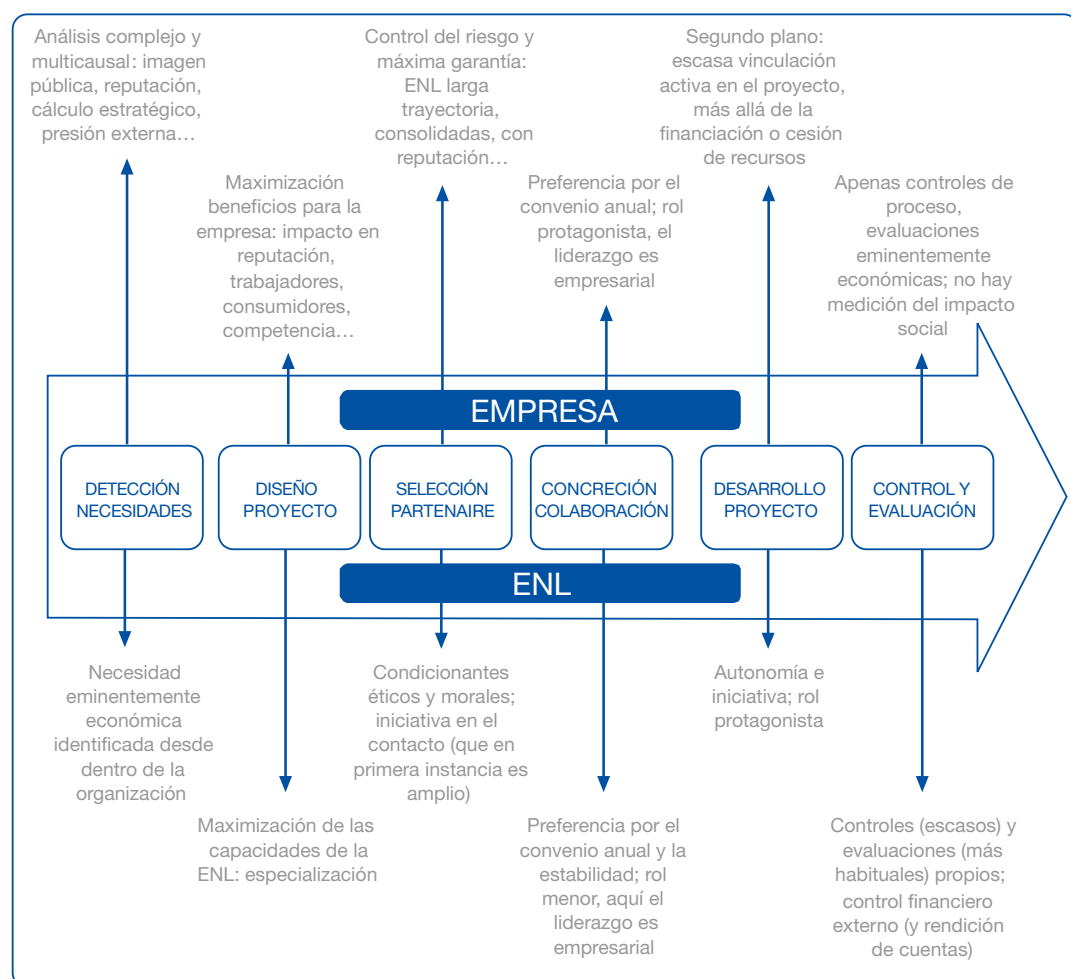 Análisis complejo y
multicausal: imagen
pública, reputación,
cálculo estratégico,
presión externa…
Control del riesgo y
máxima garantía:
ENL larga
trayectoria,
consolidadas, con
reputación…
Segundo plano:
escasa vinculación
activa en el proyecto,
más allá de la
financiación o cesión
de recursos
Maximización
beneficios para la
empresa: impacto en
reputación,
trabajadores,
consumidores,
competencia…
Preferencia por el
convenio anual; rol
protagonista, el
liderazgo es
empresarial
Apenas controles de
proceso,
evaluaciones
eminentemente
económicas; no hay
medición del impacto
social
EMPRESA
DETECCIÓN
NECESIDADES
DISEÑO
PROYECTO
SELECCIÓN
PARTENAIRE
CONCRECIÓN
COLABORACIÓN
DESARROLLO
PROYECTO
CONTROL Y
EVALUACIÓN
ENL
Necesidad
eminentemente
económica
identificada desde
dentro de la
organización
Condicionantes
éticos y morales;
iniciativa en el
contacto (que en
primera instancia es
amplio)
Autonomía e
iniciativa; rol
protagonista
Maximización de las
capacidades de la
ENL: especialización
Preferencia por el
convenio anual y la
estabilidad; rol
menor, aquí el
liderazgo es
empresarial
Controles (escasos) y
evaluaciones (más
habituales) propios;
control financiero
externo (y rendición
de cuentas)